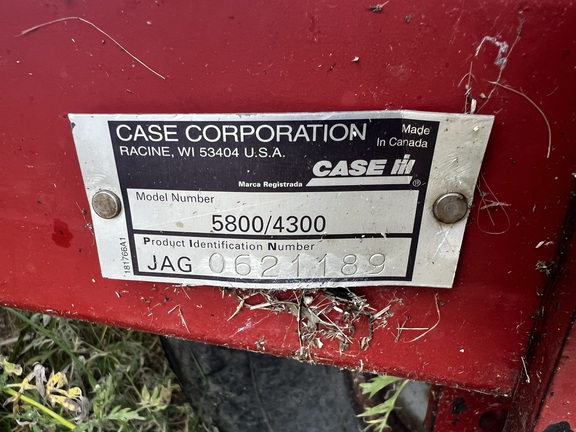 CASE CORPORATION
Made
In Canada
RACINE, WI 53404 U.S.A.
CASE IH
Marca Registrada ®
Model Number
5800/4300
Product Identification Number
JAG 0621189
181766A1